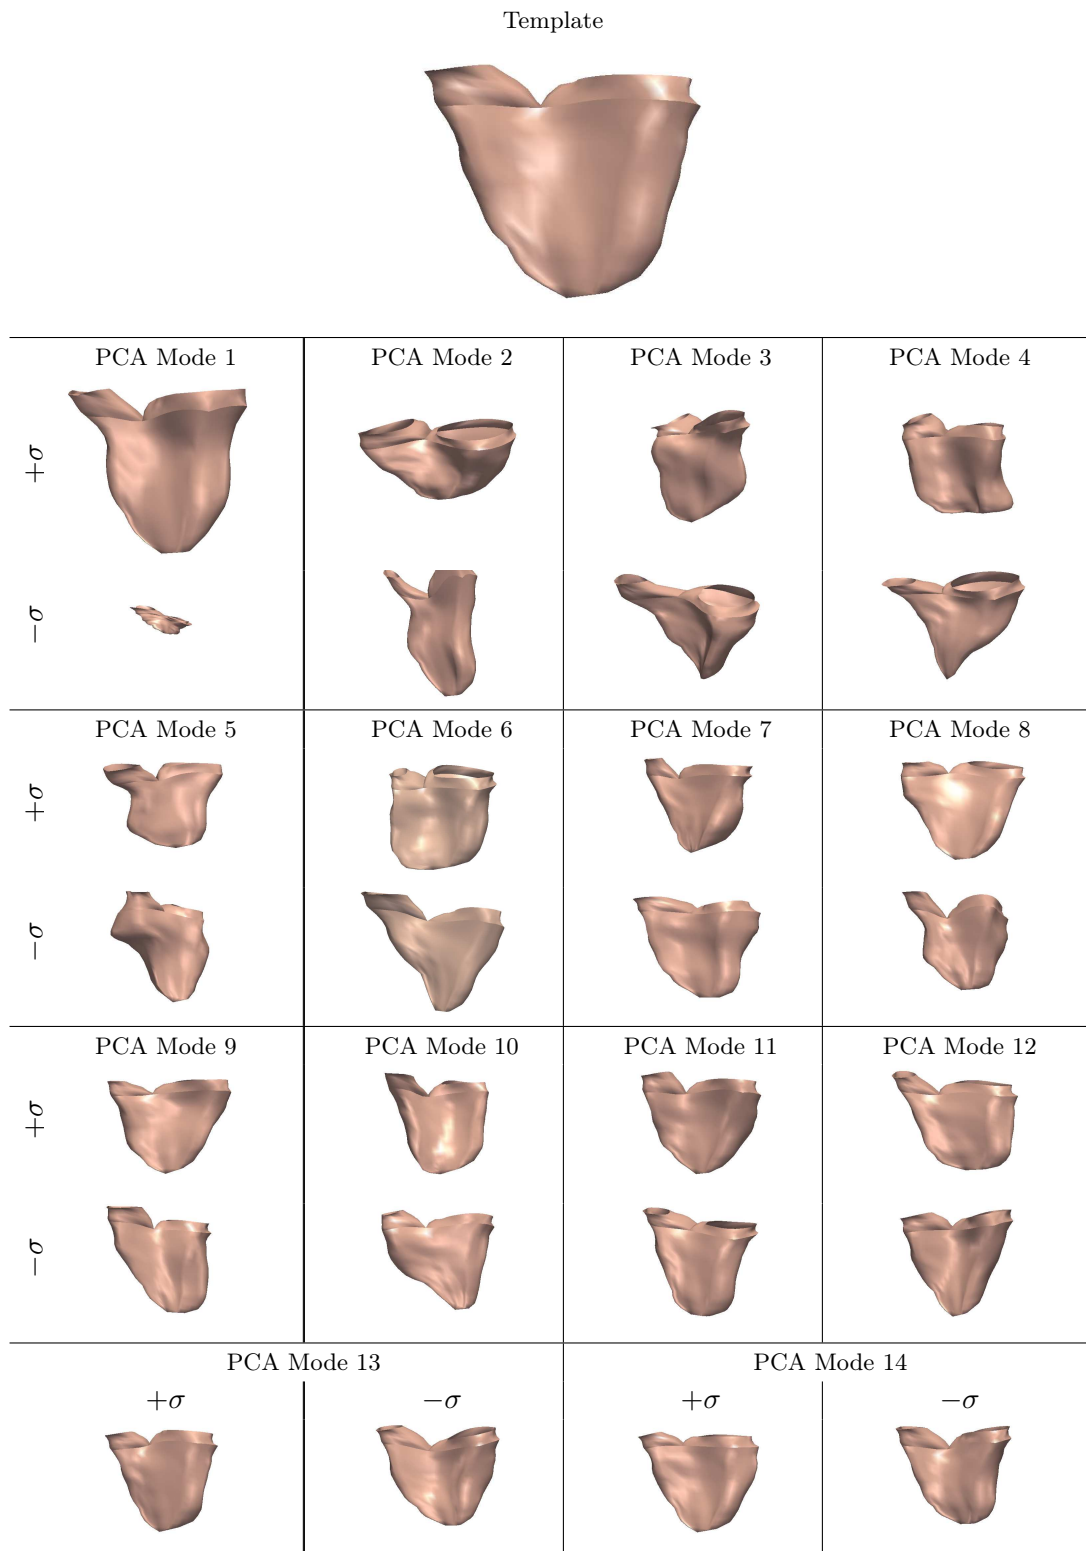 Template
PCA Mode 1 PCA Mode 2 PCA Mode 3 PCA Mode 4
+σ
−σ
PCA Mode 5 PCA Mode 6 PCA Mode 7 PCA Mode 8
+σ
−σ
PCA Mode 9 PCA Mode 10 PCA Mode 11 PCA Mode 12
+σ
−σ
PCA Mode 13 PCA Mode 14
+σ −σ +σ −σ